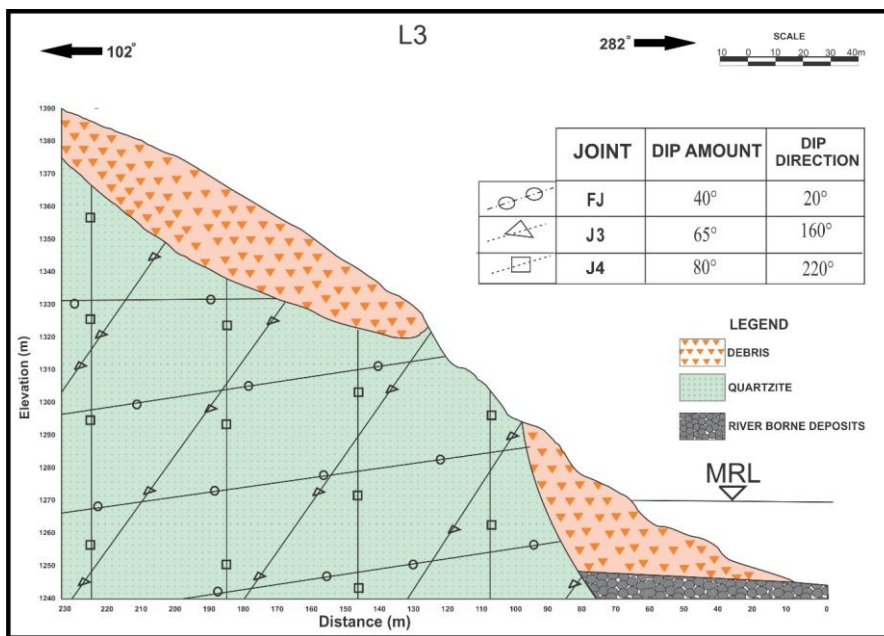 L3
102°
282°
SCALE
10 0 10 20 30 40m
JOINT DIP AMOUNT DIP DIRECTION
FJ 40° 20°
J3 65° 160°
J4 80° 220°
LEGEND
DEBRIS
QUARTZITE
RIVER BORNE DEPOSITS
MRL
Elevation (m)
1390
1380
1370
1360
1350
1340
1330
1320
1310
1300
1290
1280
1270
1260
1250
1240
230 220 210 200 190 180 170 160 150 140 130 120 110 100 90 80 70 60 50 40 30 20 10 0
Distance (m)